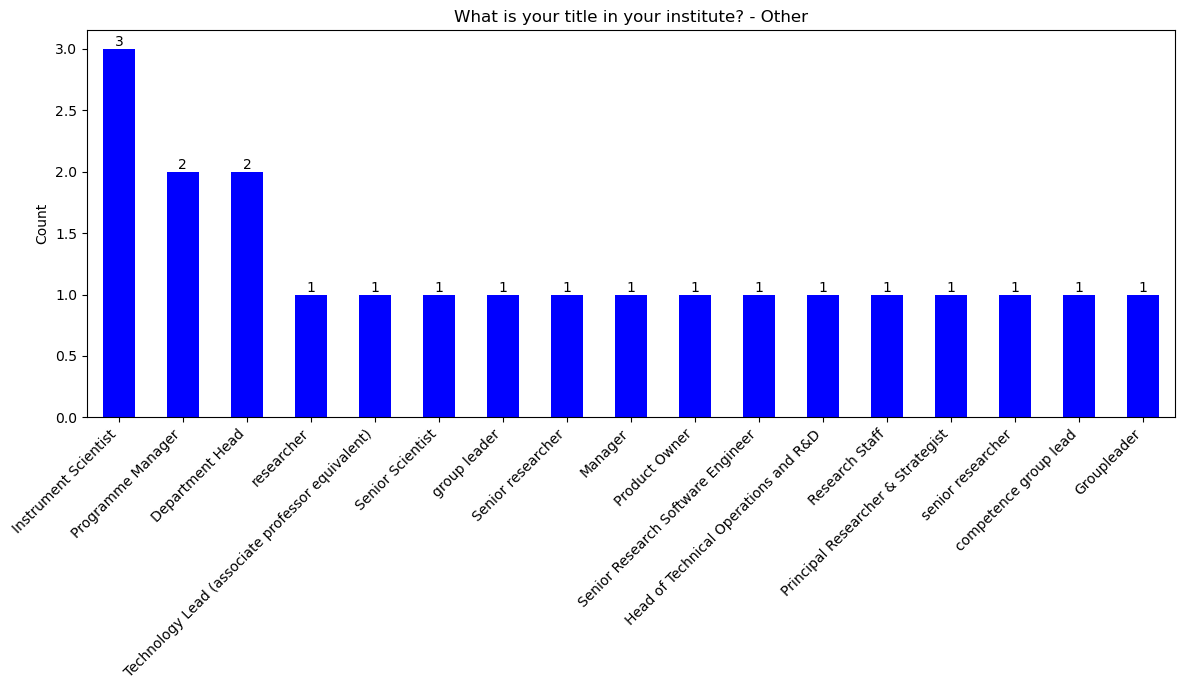 What is your title in your institute? - Other
Count
3.0
2.5
2.0
1.5
1.0
0.5
0.0
3
2
2
1
1
1
1
1
1
1
1
1
1
1
1
1
1
Instrument Scientist
Programme Manager
Department Head
researcher
Technology Lead (associate professor equivalent)
Senior Scientist
group leader
Senior researcher
Manager
Product Owner
Senior Research Software Engineer
Head of Technical Operations and R&D
Research Staff
Principal Researcher & Strategist
senior researcher
competence group lead
Groupleader